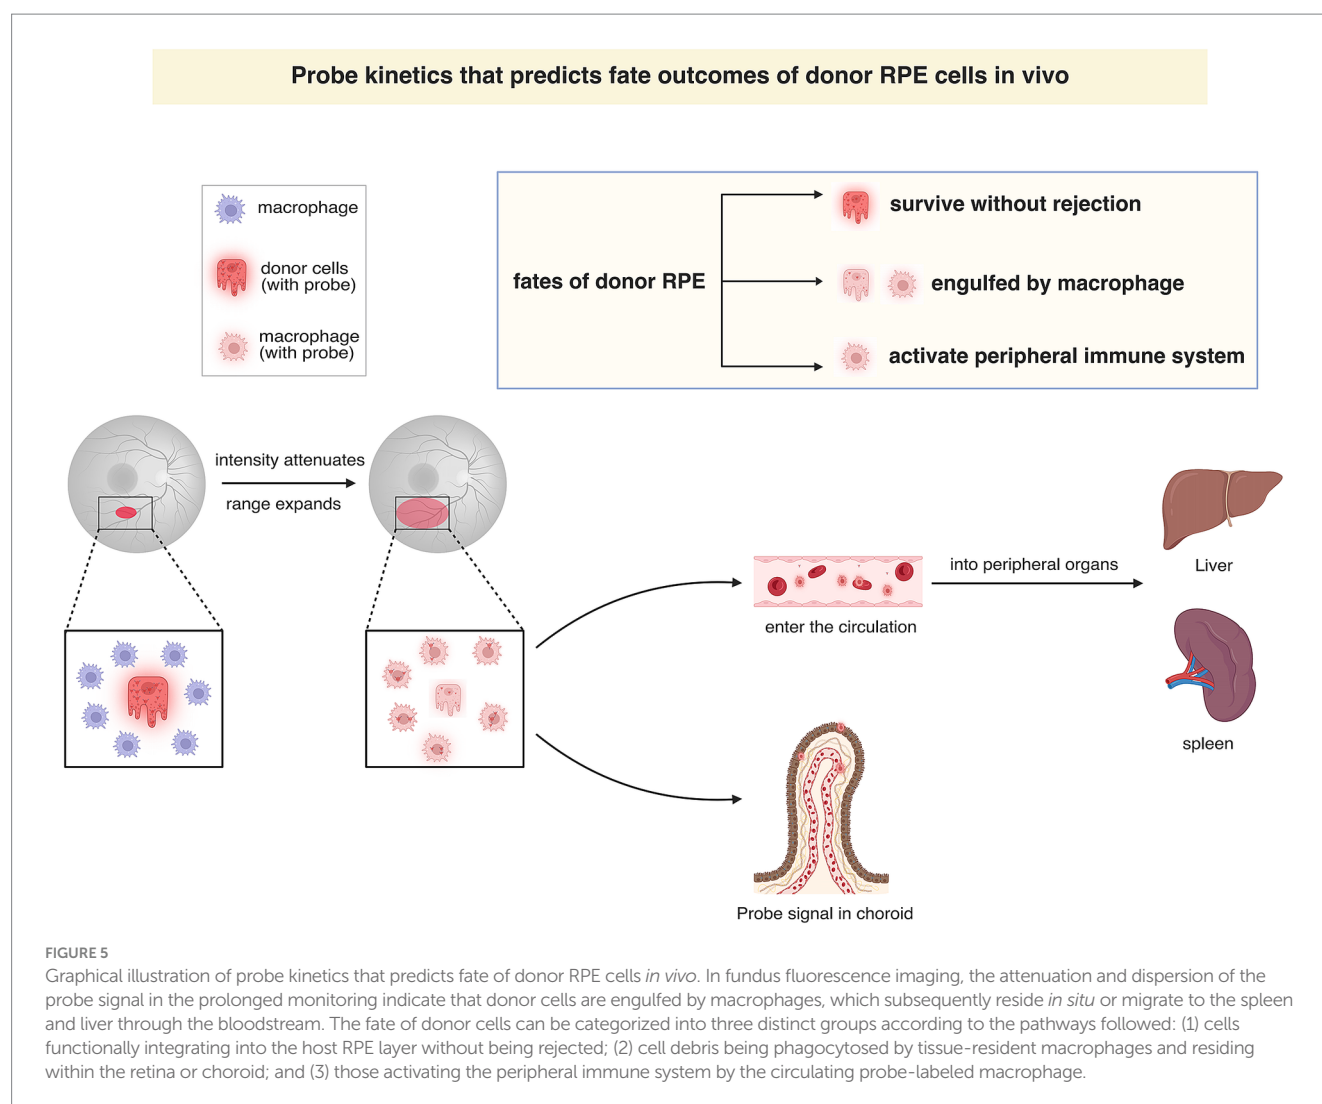 Probe kinetics that predicts fate outcomes of donor RPE cells in vivo
macrophage
donor cells
(with probe)
macrophage
(with probe)
fates of donor RPE
survive without rejection
engulfed by macrophage
activate peripheral immune system
intensity attenuates
range expands
enter the circulation
into peripheral organs
Liver
spleen
Probe signal in choroid
FIGURE 5
Graphical illustration of probe kinetics that predicts fate of donor RPE cells in vivo. In fundus fluorescence imaging, the attenuation and dispersion of the
probe signal in the prolonged monitoring indicate that donor cells are engulfed by macrophages, which subsequently reside in situ or migrate to the spleen
and liver through the bloodstream. The fate of donor cells can be categorized into three distinct groups according to the pathways followed: (1) cells
functionally integrating into the host RPE layer without being rejected; (2) cell debris being phagocytosed by tissue-resident macrophages and residing
within the retina or choroid; and (3) those activating the peripheral immune system by the circulating probe-labeled macrophage.